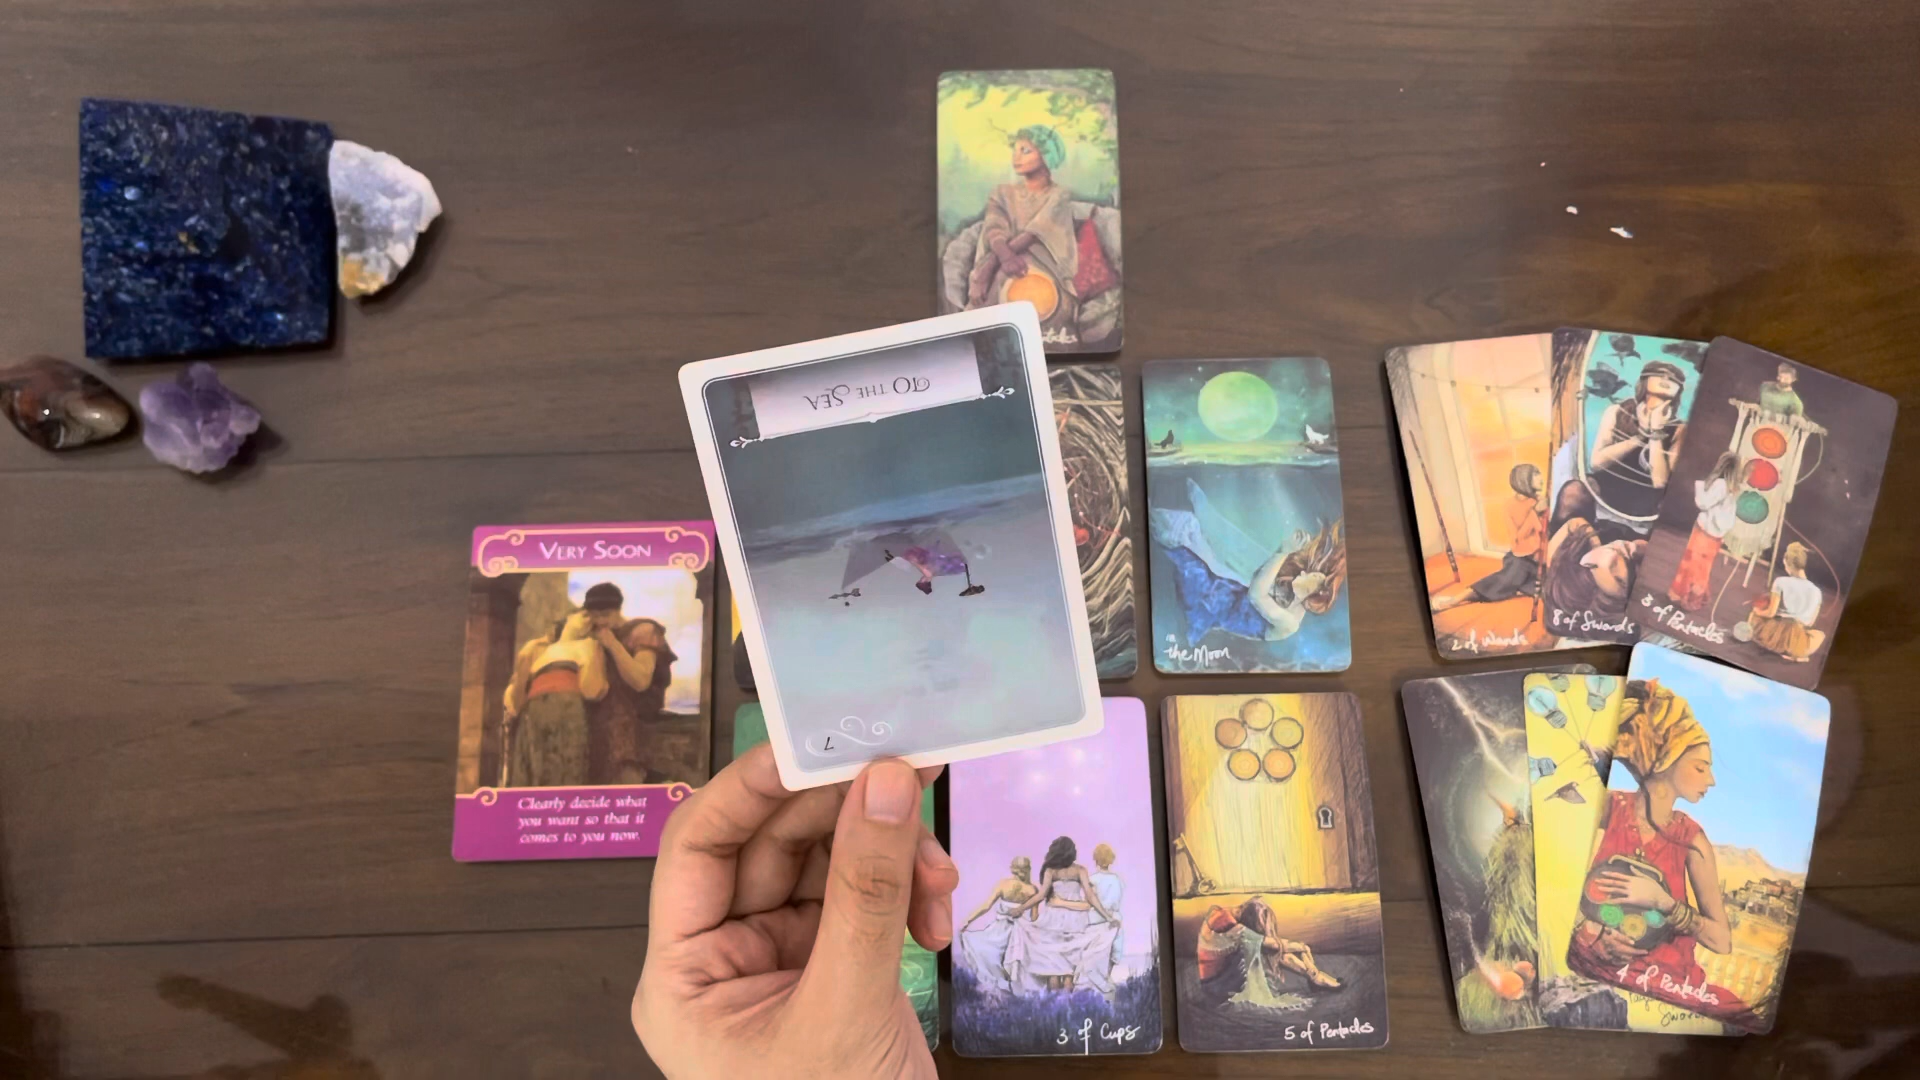 tacles
TO THE SEA
7
VERY SOON
Clearly decide what
you want so that it
comes to you now.
the Moon
2 of Wands
8 of Swords
3 of Pentacles
3 of Cups
5 of Pentacles
4 of Pentacles